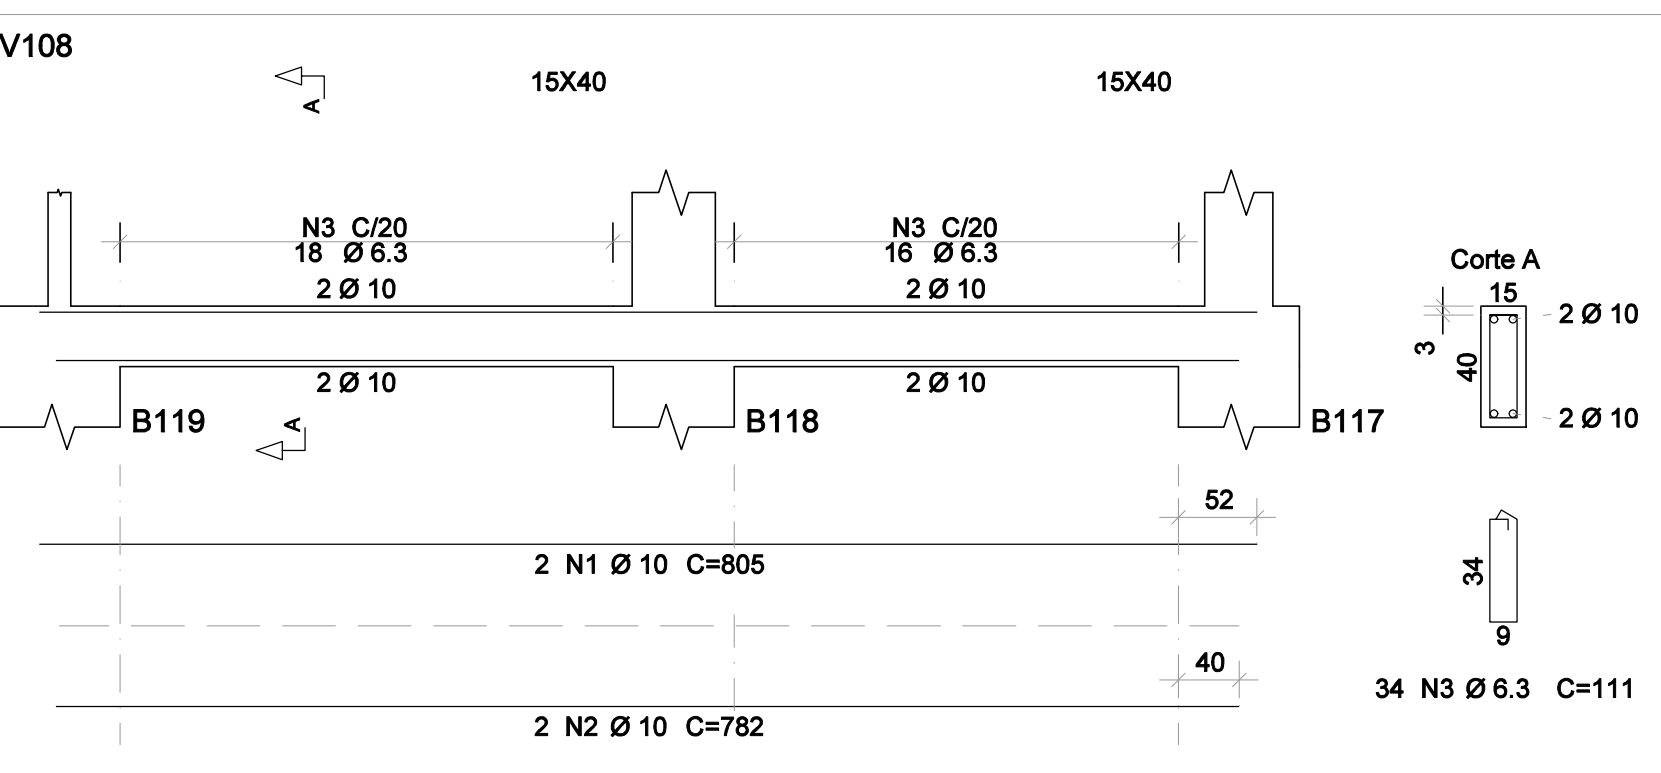 V108
A
15X40
15X40
N3 C/20
18 Ø 6.3
2 Ø 10
N3 C/20
16 Ø 6.3
2 Ø 10
Corte A
15
2 Ø 10
3
40
2 Ø 10
2 Ø 10
2 Ø 10
B119
A
B118
B117
52
2 N1 Ø 10 C=805
34
9
40
34 N3 Ø 6.3 C=111
2 N2 Ø 10 C=782